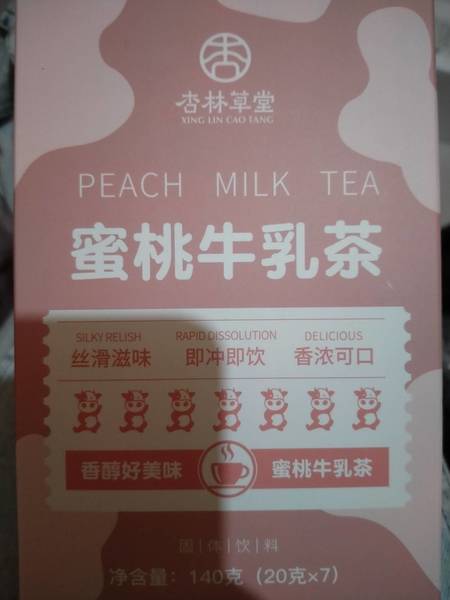 杏林草堂
XING LIN CAO TANG
PEACH MILK TEA
蜜桃牛乳茶
SILKY RELISH RAPID DISSOLUTION DELICIOUS
丝滑滋味 即冲即饮 香浓可口
香醇好美味 蜜桃牛乳茶
固|体|饮|料
净含量：140克（20克×7）